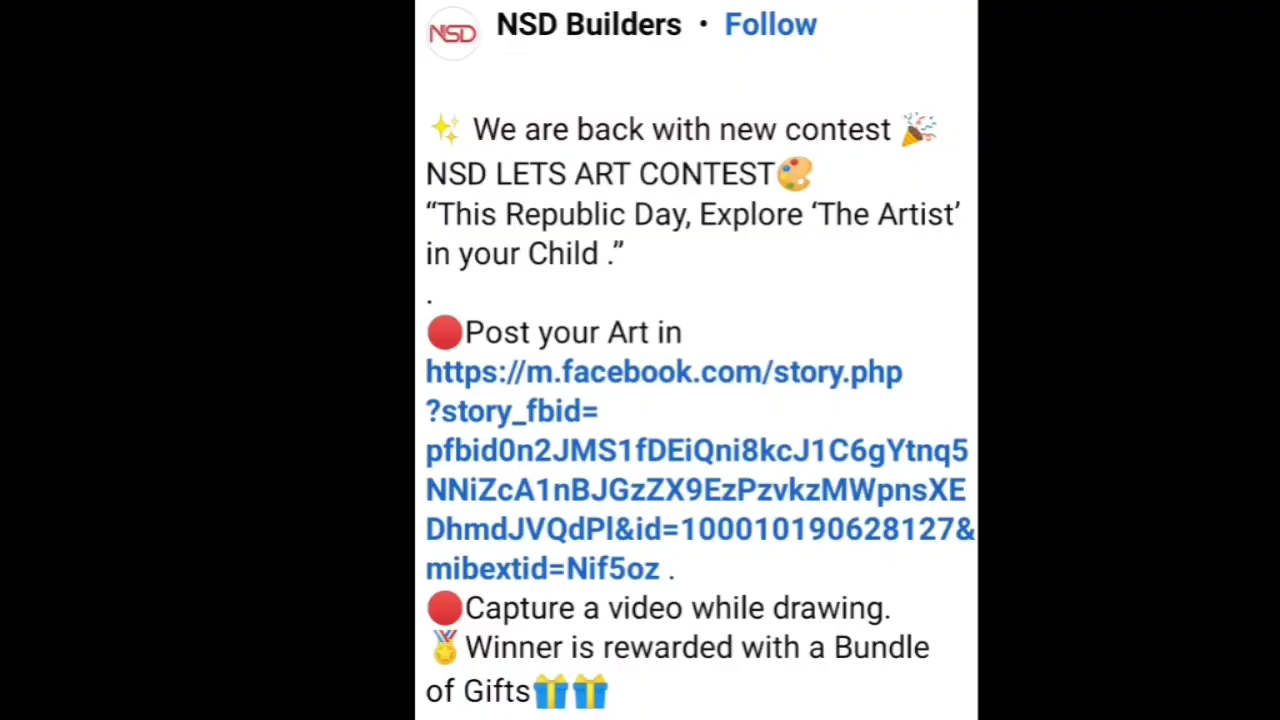 NSD NSD Builders • Follow
✨ We are back with new contest 🎉
NSD LETS ART CONTEST🎨
“This Republic Day, Explore ‘The Artist’
in your Child .”
.
🔴Post your Art in
https://m.facebook.com/story.php
?story_fbid=
pfbid0n2JMS1fDEiQni8kcJ1C6gYtnq5
NNiZcA1nBJGzZX9EzPzvkzMWpnsXE
DhmdJVQdPl&id=100010190628127&
mibextid=Nif5oz .
🔴Capture a video while drawing.
🏅Winner is rewarded with a Bundle
of Gifts🎁🎁